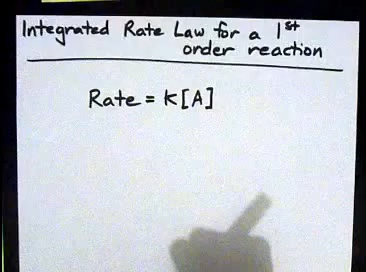 Integrated Rate Law for a 1st
order reaction
Rate = K[A]